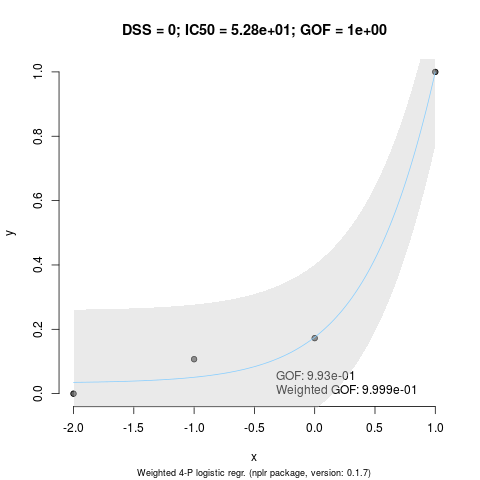 DSS = 0; IC50 = 5.28e+01; GOF = 1e+00
1.0
0.8
0.6
y
0.4
0.2
0.0
GOF: 9.93e-01
Weighted GOF: 9.999e-01
-2.0 -1.5 -1.0 -0.5 0.0 0.5 1.0
x
Weighted 4-P logistic regr. (nplr package, version: 0.1.7)